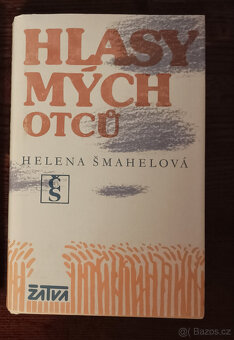 HLASY
MÝCH
OTCŮ
HELENA ŠMAHELOVÁ
ČS
ŽATVA
Bazos.cz